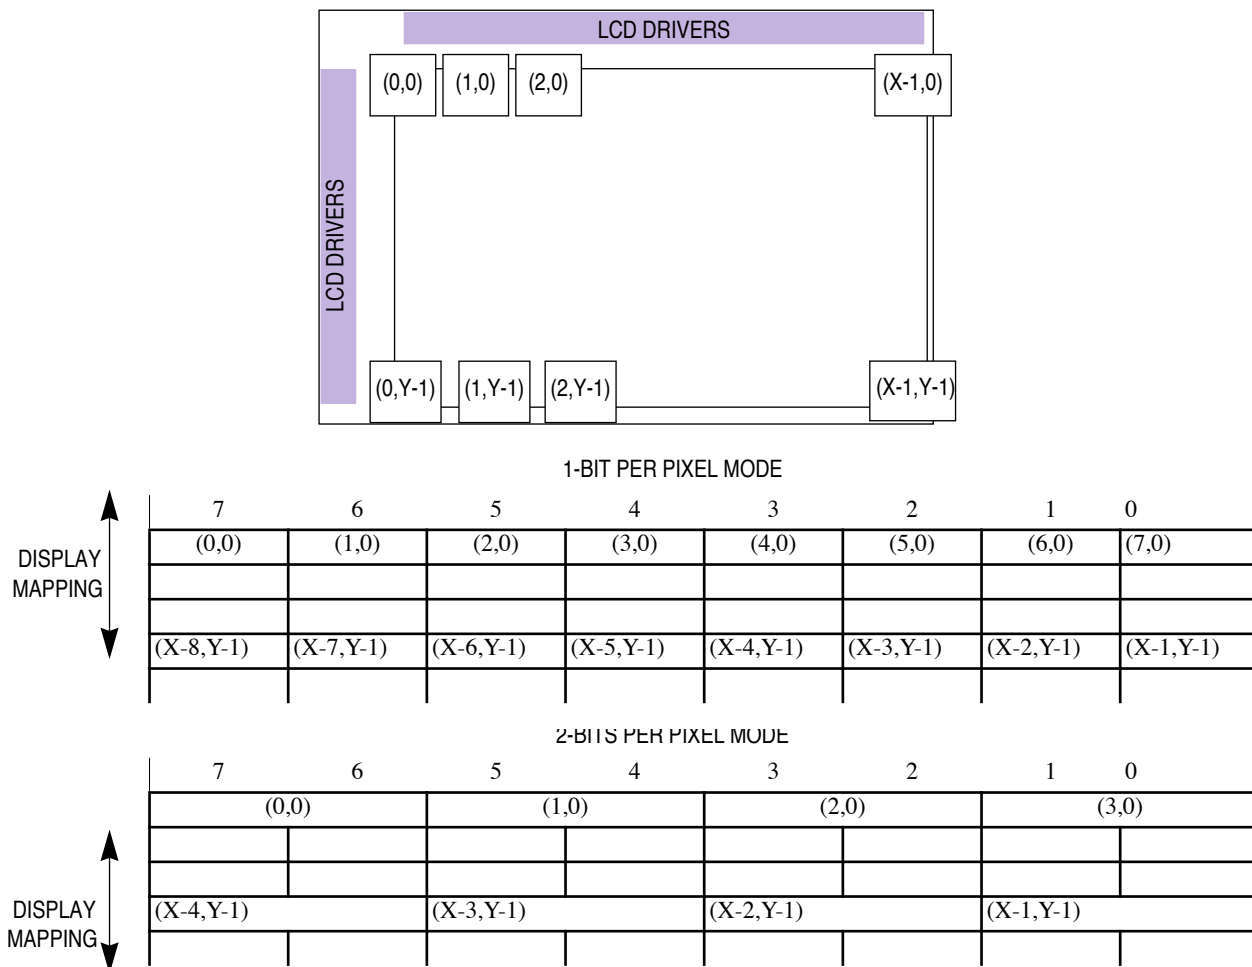 LCD DRIVERS
(0,0) (1,0) (2,0) (X-1,0)
LCD DRIVERS
(0,Y-1) (1,Y-1) (2,Y-1) (X-1,Y-1)
1-BIT PER PIXEL MODE
7 6 5 4 3 2 1 0
DISPLAY MAPPING
(0,0) (1,0) (2,0) (3,0) (4,0) (5,0) (6,0) (7,0)
(X-8,Y-1) (X-7,Y-1) (X-6,Y-1) (X-5,Y-1) (X-4,Y-1) (X-3,Y-1) (X-2,Y-1) (X-1,Y-1)
2-BITS PER PIXEL MODE
7 6 5 4 3 2 1 0
(0,0) (1,0) (2,0) (3,0)
DISPLAY MAPPING
(X-4,Y-1) (X-3,Y-1) (X-2,Y-1) (X-1,Y-1)